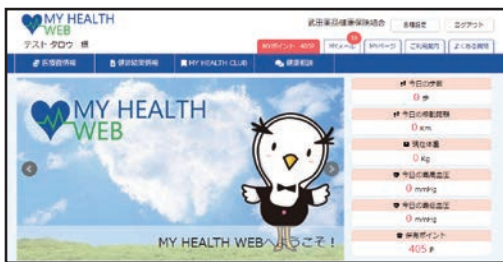 MY HEALTH
WEB
武田薬品健康保険組合
各種設定
ログアウト
テスト タロウ 様
MYポイント 405P
MYメール
MYページ
ご利用案内
よくある質問
医療費情報
健診結果情報
MY HEALTH CLUB
健康相談
MY HEALTH
WEB
MY HEALTH WEBへようこそ！
今日の歩数
0 歩
今日の移動距離
0 Km
現在体重
0 Kg
今日の最高血圧
0 mmHg
今日の最低血圧
0 mmHg
保有ポイント
405 P